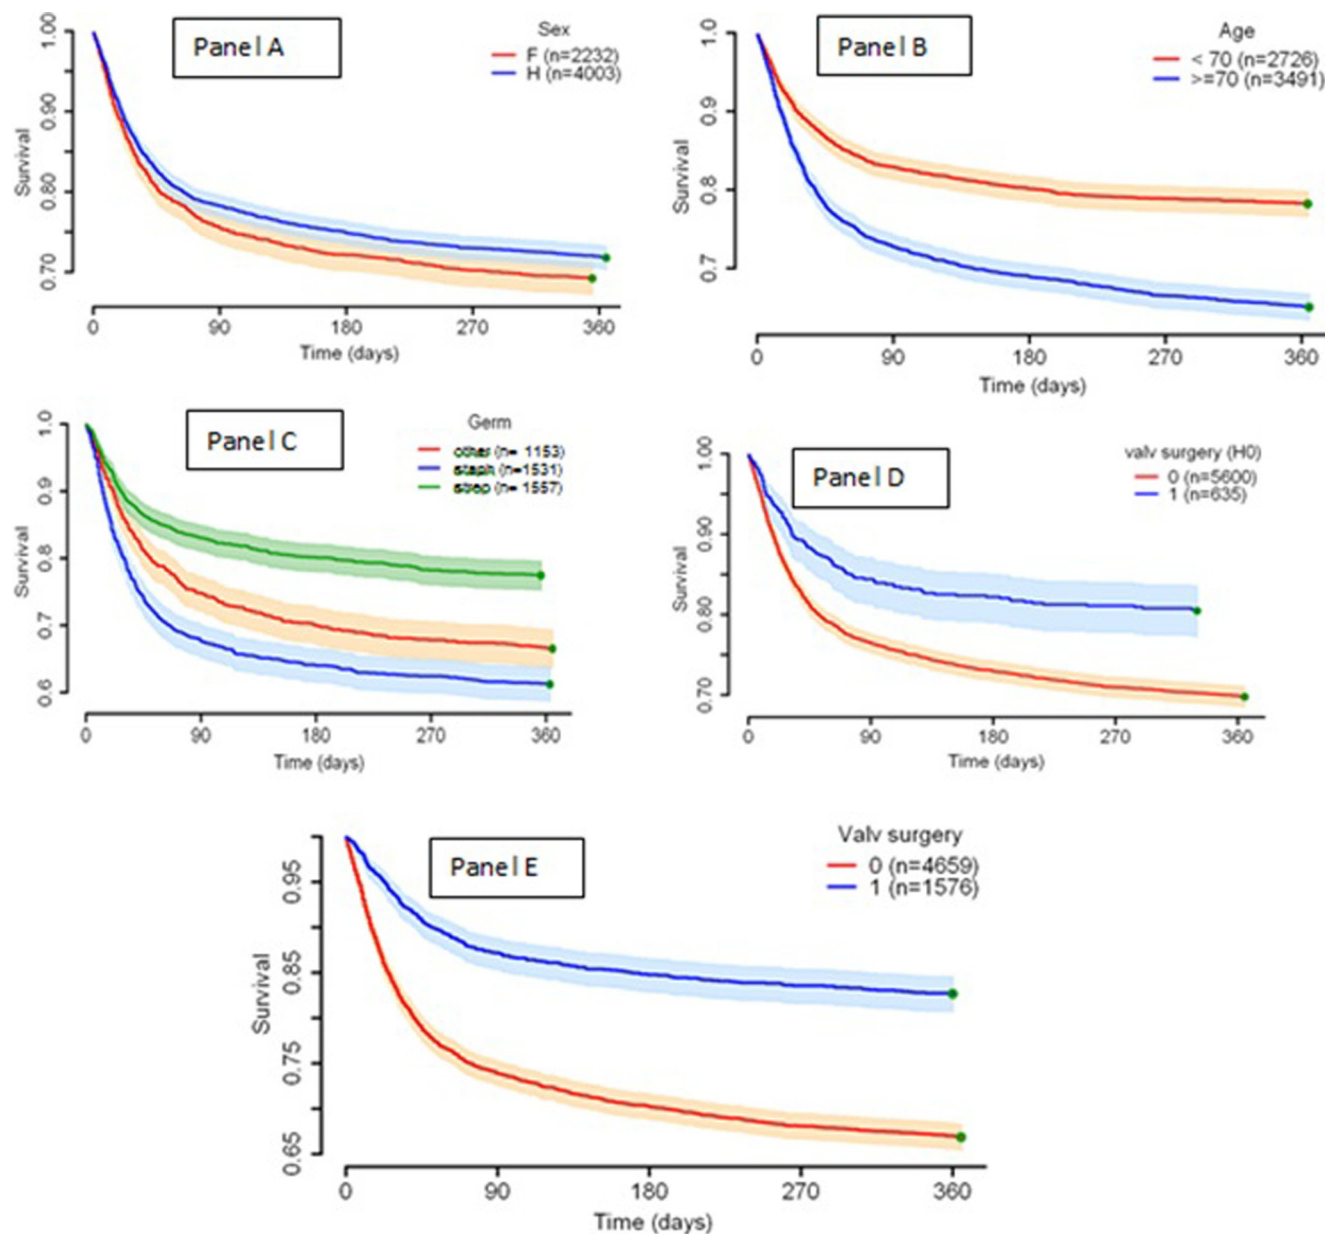 Panel A
Sex
F (n=2232)
H (n=4003)
Survival
1.00
0.90
0.80
0.70
0 90 180 270 360
Time (days)
Panel B
Age
< 70 (n=2726)
>=70 (n=3491)
Survival
1.0
0.9
0.8
0.7
0 90 180 270 360
Time (days)
Panel C
Germ
other (n= 1153)
staph (n=1531)
strep (n= 1557)
Survival
1.0
0.9
0.8
0.7
0.6
0 90 180 270 360
Time (days)
Panel D
valv surgery (H0)
0 (n=5600)
1 (n=635)
Survival
1.00
0.90
0.80
0.70
0 90 180 270 360
Time (days)
Panel E
Valv surgery
0 (n=4659)
1 (n=1576)
Survival
0.95
0.85
0.75
0.65
0 90 180 270 360
Time (days)